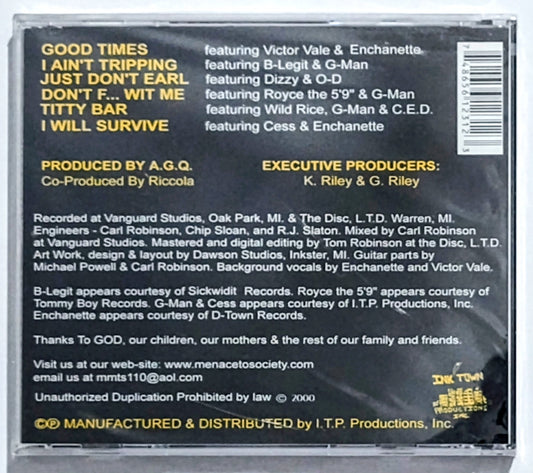 GOOD TIMES featuring Victor Vale & Enchanette
I AIN'T TRIPPING featuring B-Legit & G-Man
JUST DON'T EARL featuring Dizzy & O-D
DON'T F... WIT ME featuring Royce the 5'9" & G-Man
TITTY BAR featuring Wild Rice, G-Man & C.E.D.
I WILL SURVIVE featuring Cess & Enchanette
7 48656 12312 3
PRODUCED BY A.G.Q.
Co-Produced By Riccola
EXECUTIVE PRODUCERS:
K. Riley & G. Riley
Recorded at Vanguard Studios, Oak Park, MI. & The Disc, L.T.D. Warren, MI.
Engineers - Carl Robinson, Chip Sloan, and R.J. Slaton. Mixed by Carl Robinson
at Vanguard Studios. Mastered and digital editing by Tom Robinson at the Disc, L.T.D.
Art Work, design & layout by Dawson Studios, Inkster, MI. Guitar parts by
Michael Powell & Carl Robinson. Background vocals by Enchanette and Victor Vale.
B-Legit appears courtesy of Sickwidit Records. Royce the 5'9" appears courtesy of
Tommy Boy Records. G-Man & Cess appears courtesy of I.T.P. Productions, Inc.
Enchanette appears courtesy of D-Town Records.
Thanks To GOD, our children, our mothers & the rest of our family and friends.
Visit us at our web-site: www.menacetosociety.com
email us at mmts110@aol.com
Unauthorized Duplication Prohibited by law © 2000
INK TOWN
PRODUCTIONS
INC
©℗ MANUFACTURED & DISTRIBUTED by I.T.P. Productions, Inc.